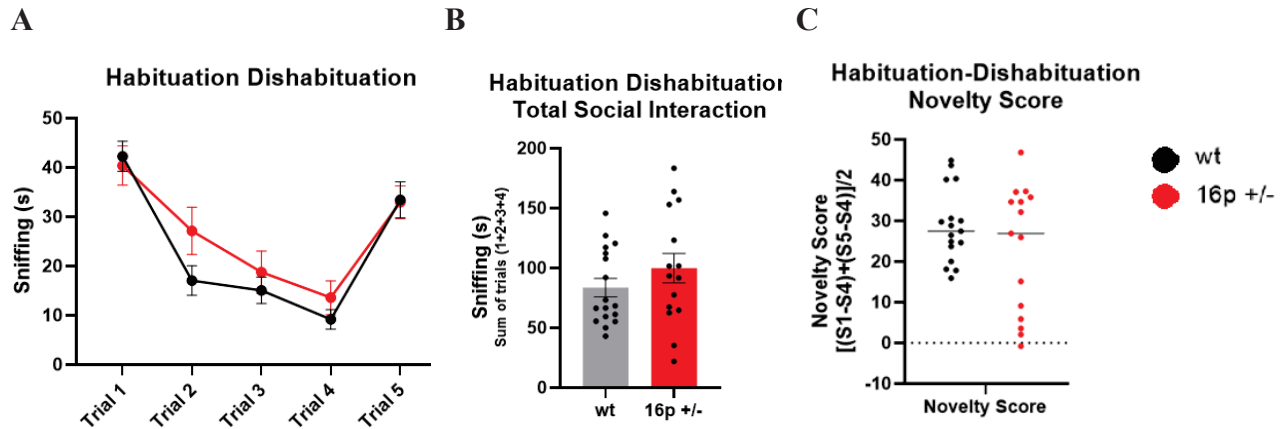 A
Habituation Dishabituation
Sniffing (s)
50
40
30
20
10
0
Trial 1
Trial 2
Trial 3
Trial 4
Trial 5
B
Habituation Dishabituation
Total Social Interaction
Sniffing (s)
Sum of trials (1+2+3+4)
200
150
100
50
0
wt
16p +/-
C
Habituation-Dishabituation
Novelty Score
Novelty Score
[(S1-S4)+(S5-S4)]/2
50
40
30
20
10
0
-10
Novelty Score
wt
16p +/-